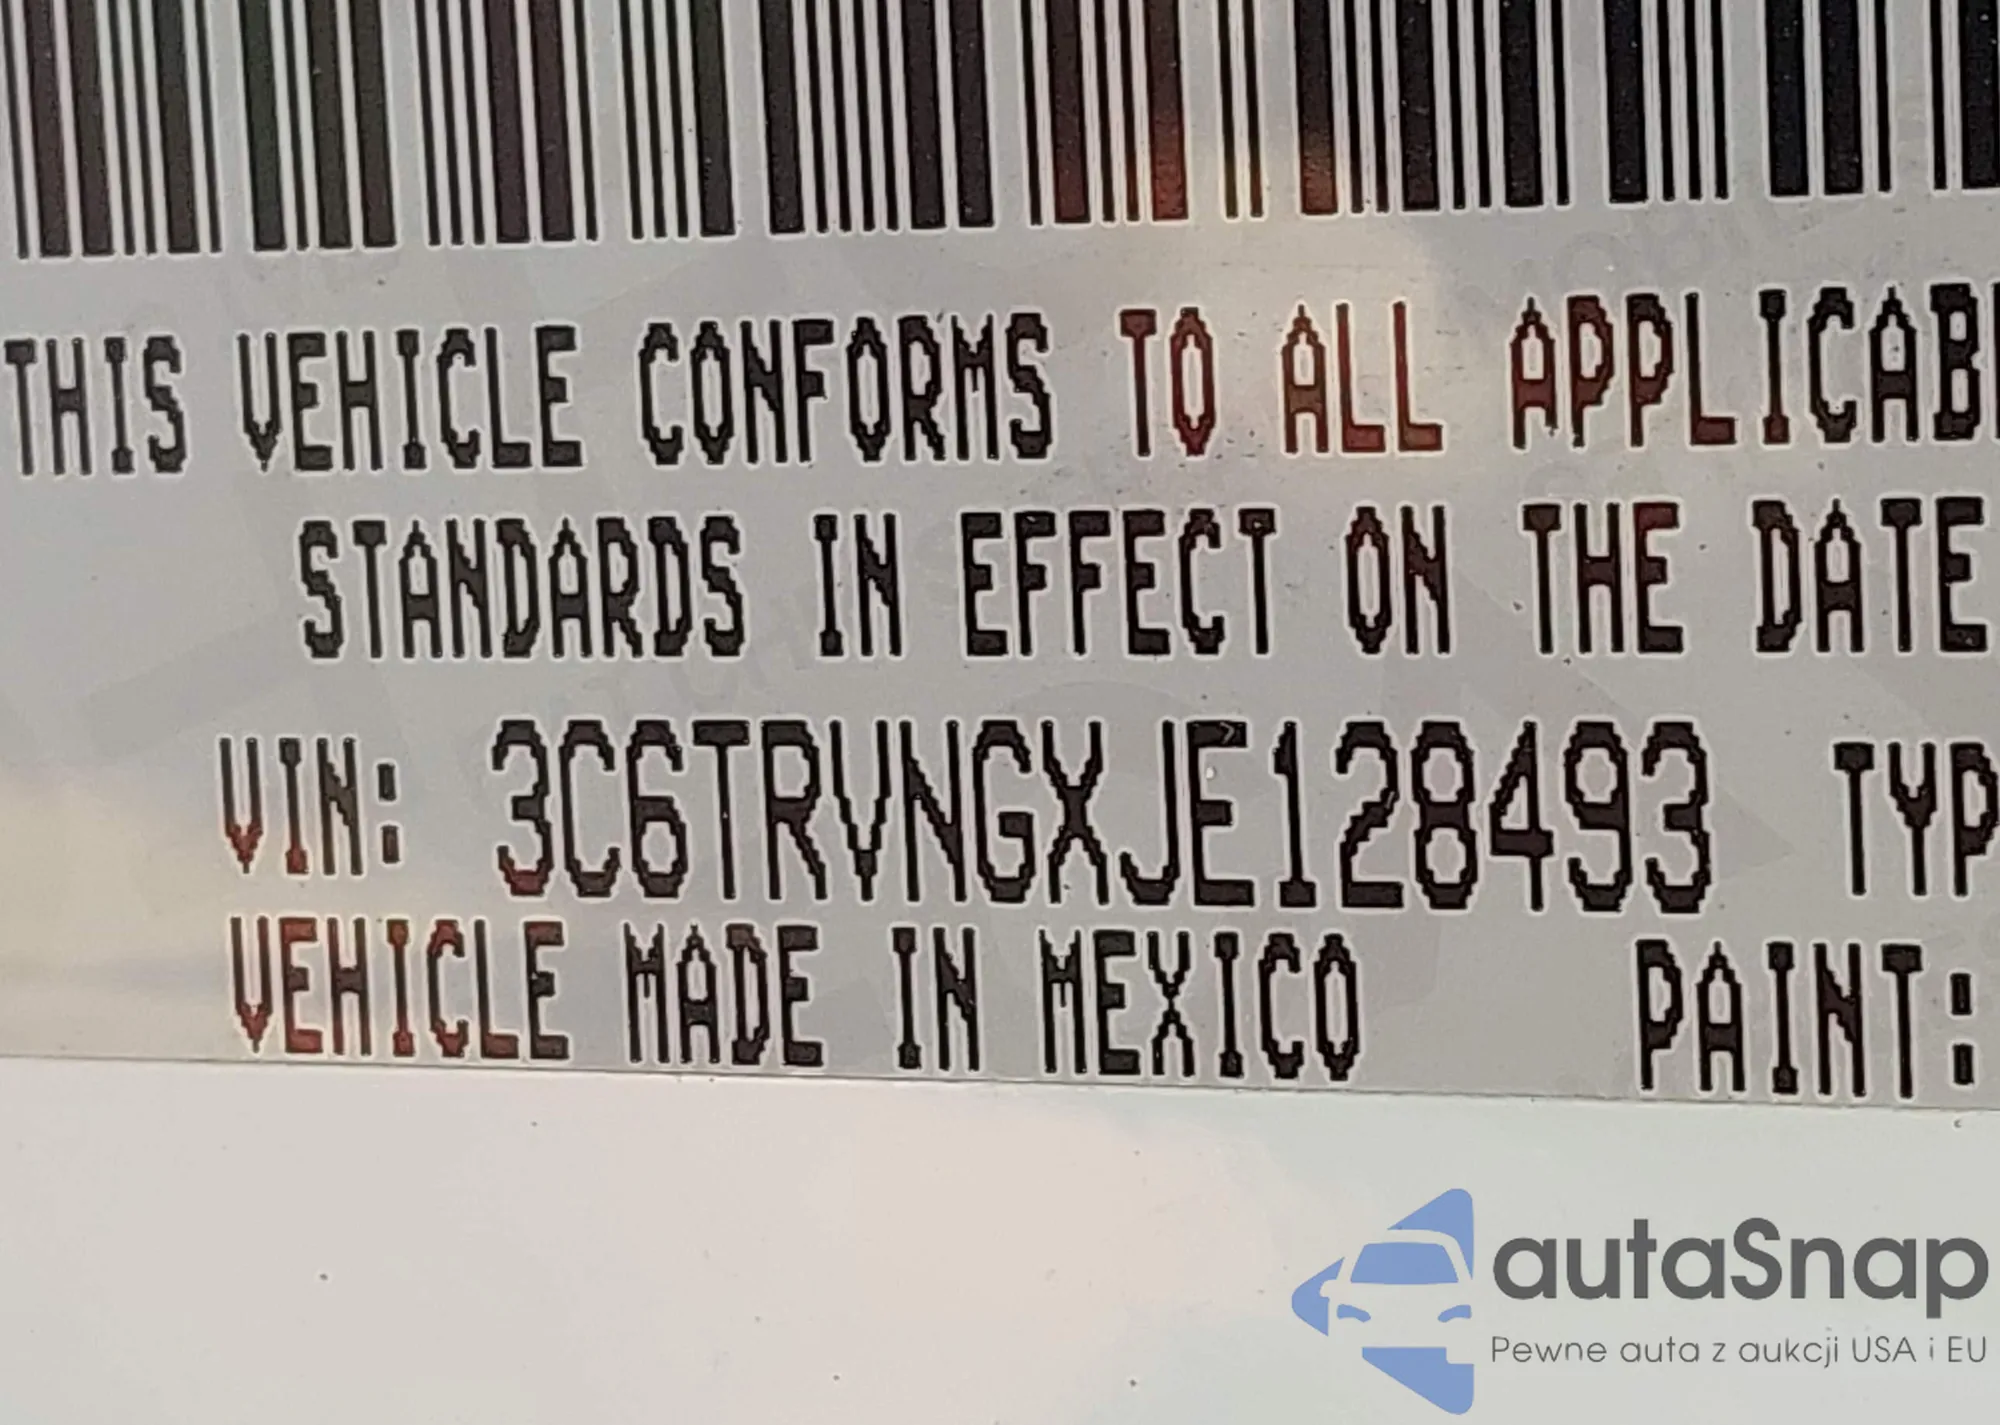 THIS VEHICLE CONFORMS TO ALL APPLICAB
STANDARDS IN EFFECT ON THE DATE
VIN: 3C6TRVNGXJE128493 TYP
VEHICLE MADE IN MEXICO PAINT:
autaSnap
Pewne auta z aukcji USA i EU